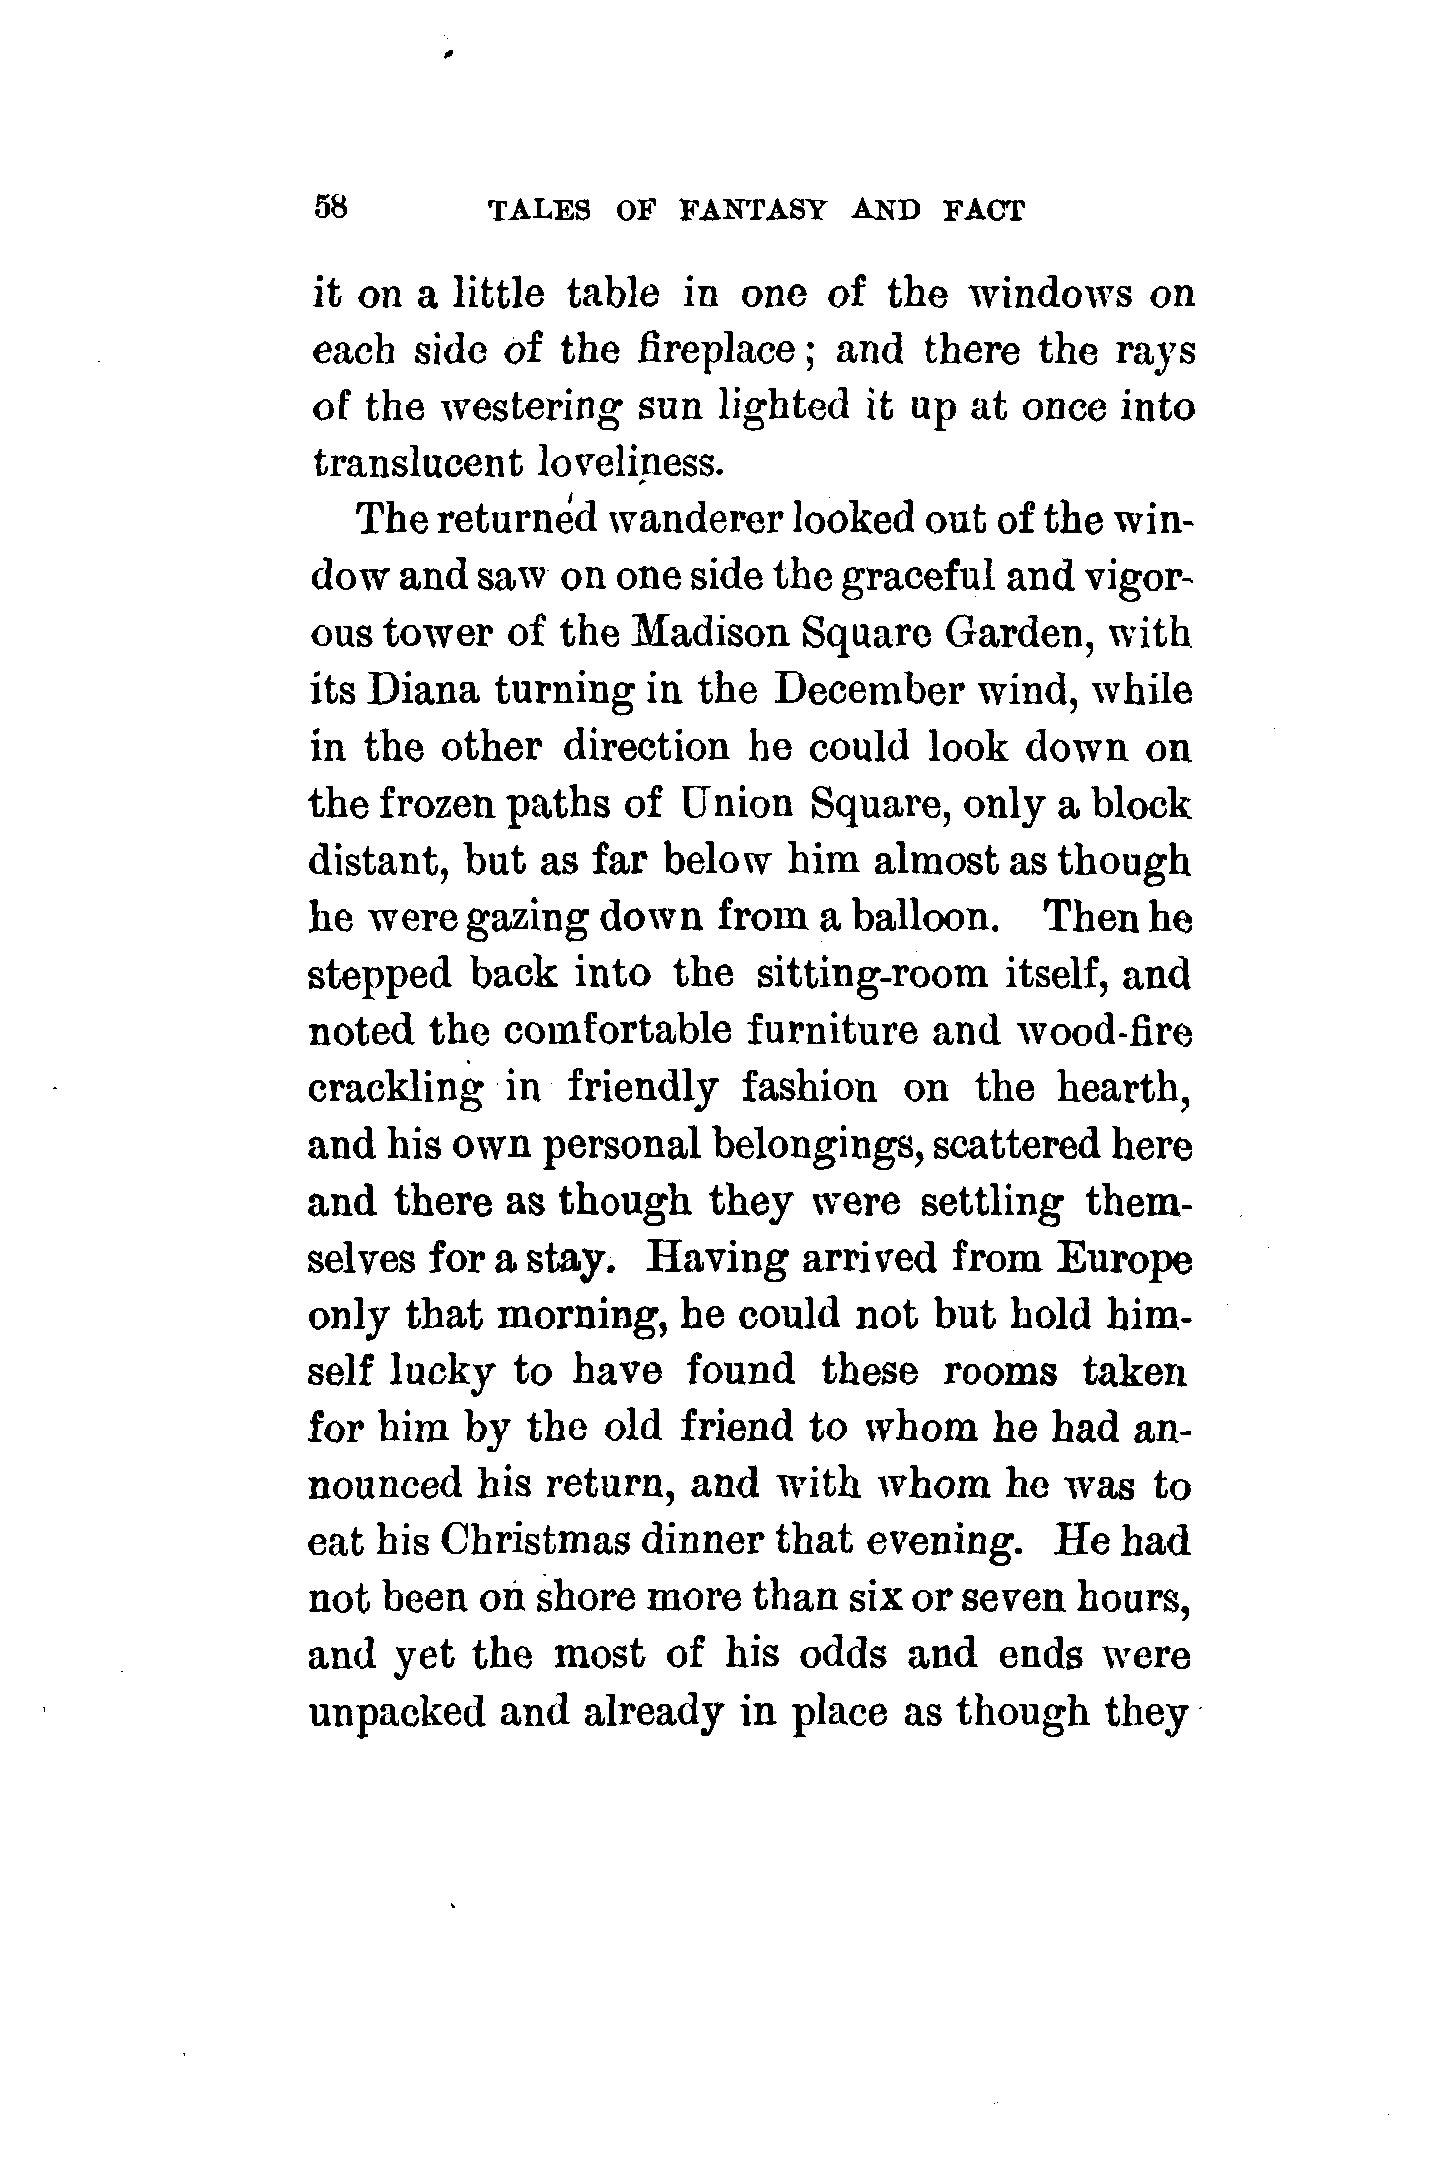 58 TALES OF FANTASY AND FACT
it on a little table in one of the windows on
each side of the fireplace; and there the rays
of the westering sun lighted it up at once into
translucent loveliness.
The returned wanderer looked out of the win-
dow and saw on one side the graceful and vigor-
ous tower of the Madison Square Garden, with
its Diana turning in the December wind, while
in the other direction he could look down on
the frozen paths of Union Square, only a block
distant, but as far below him almost as though
he were gazing down from a balloon. Then he
stepped back into the sitting-room itself, and
noted the comfortable furniture and wood-fire
crackling in friendly fashion on the hearth,
and his own personal belongings, scattered here
and there as though they were settling them-
selves for a stay. Having arrived from Europe
only that morning, he could not but hold him-
self lucky to have found these rooms taken
for him by the old friend to whom he had an-
nounced his return, and with whom he was to
eat his Christmas dinner that evening. He had
not been on shore more than six or seven hours,
and yet the most of his odds and ends were
unpacked and already in place as though they